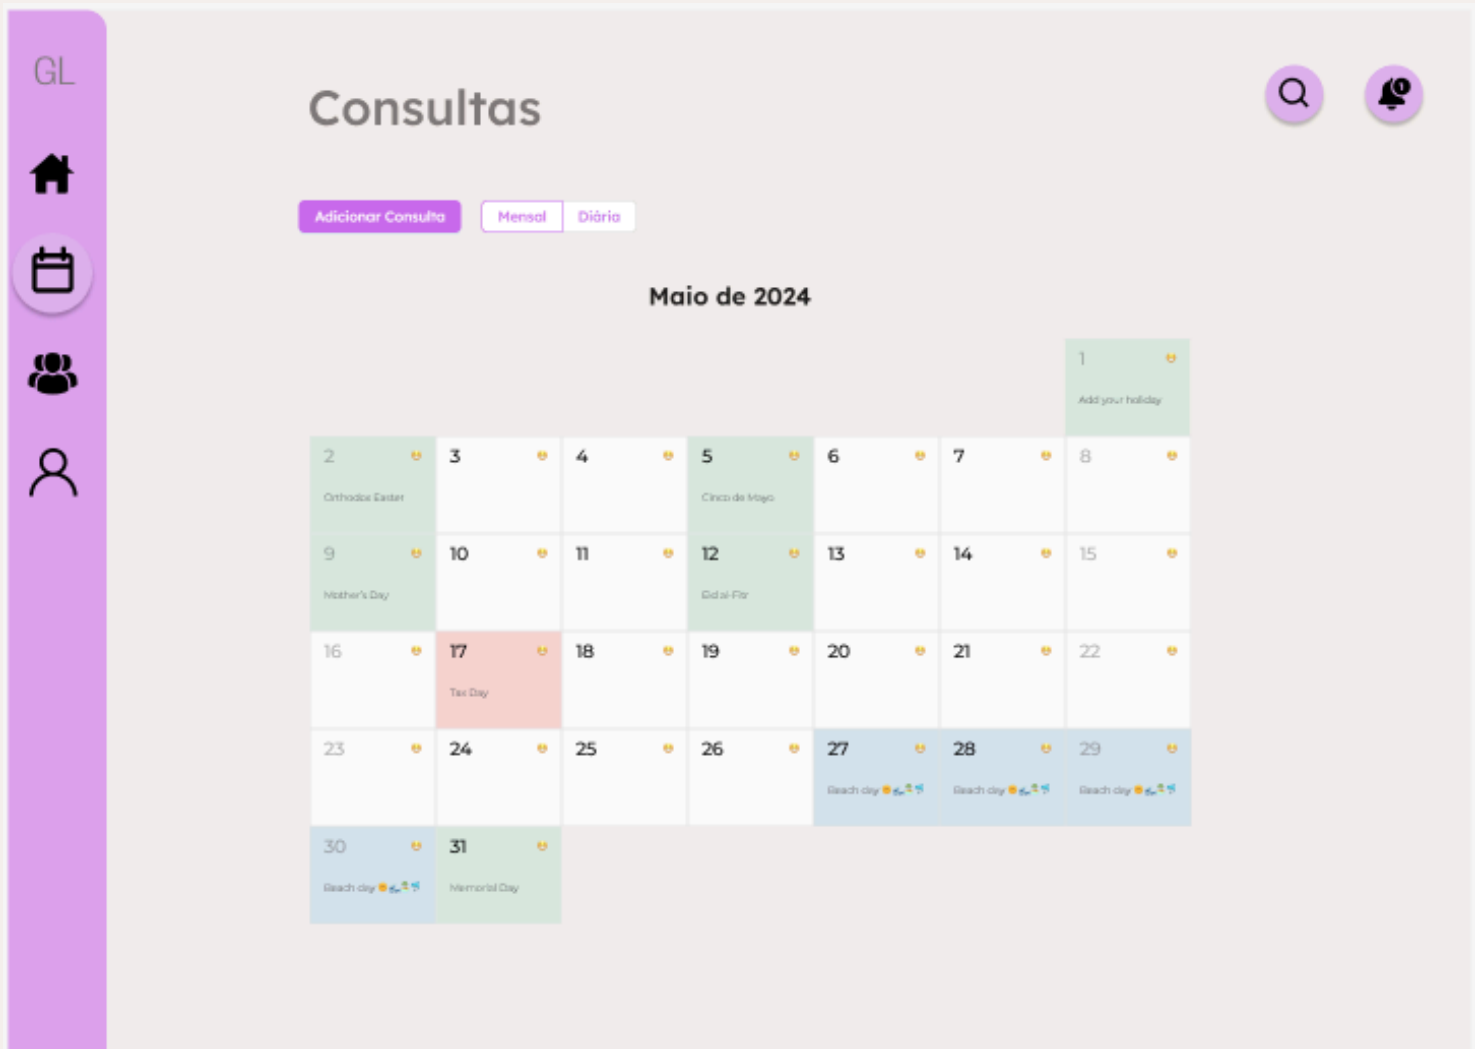 GL
Consultas
Adicionar Consulta
Mensal
Diária
Maio de 2024
1
Add your holiday
2 3 4 5 6 7 8
Orthodox Easter Cinco de Mayo
9 10 11 12 13 14 15
Mother's Day Eid al-Fitr
16 17 18 19 20 21 22
Tax Day
23 24 25 26 27 28 29
Beach day Beach day Beach day
30 31
Beach day Memorial Day